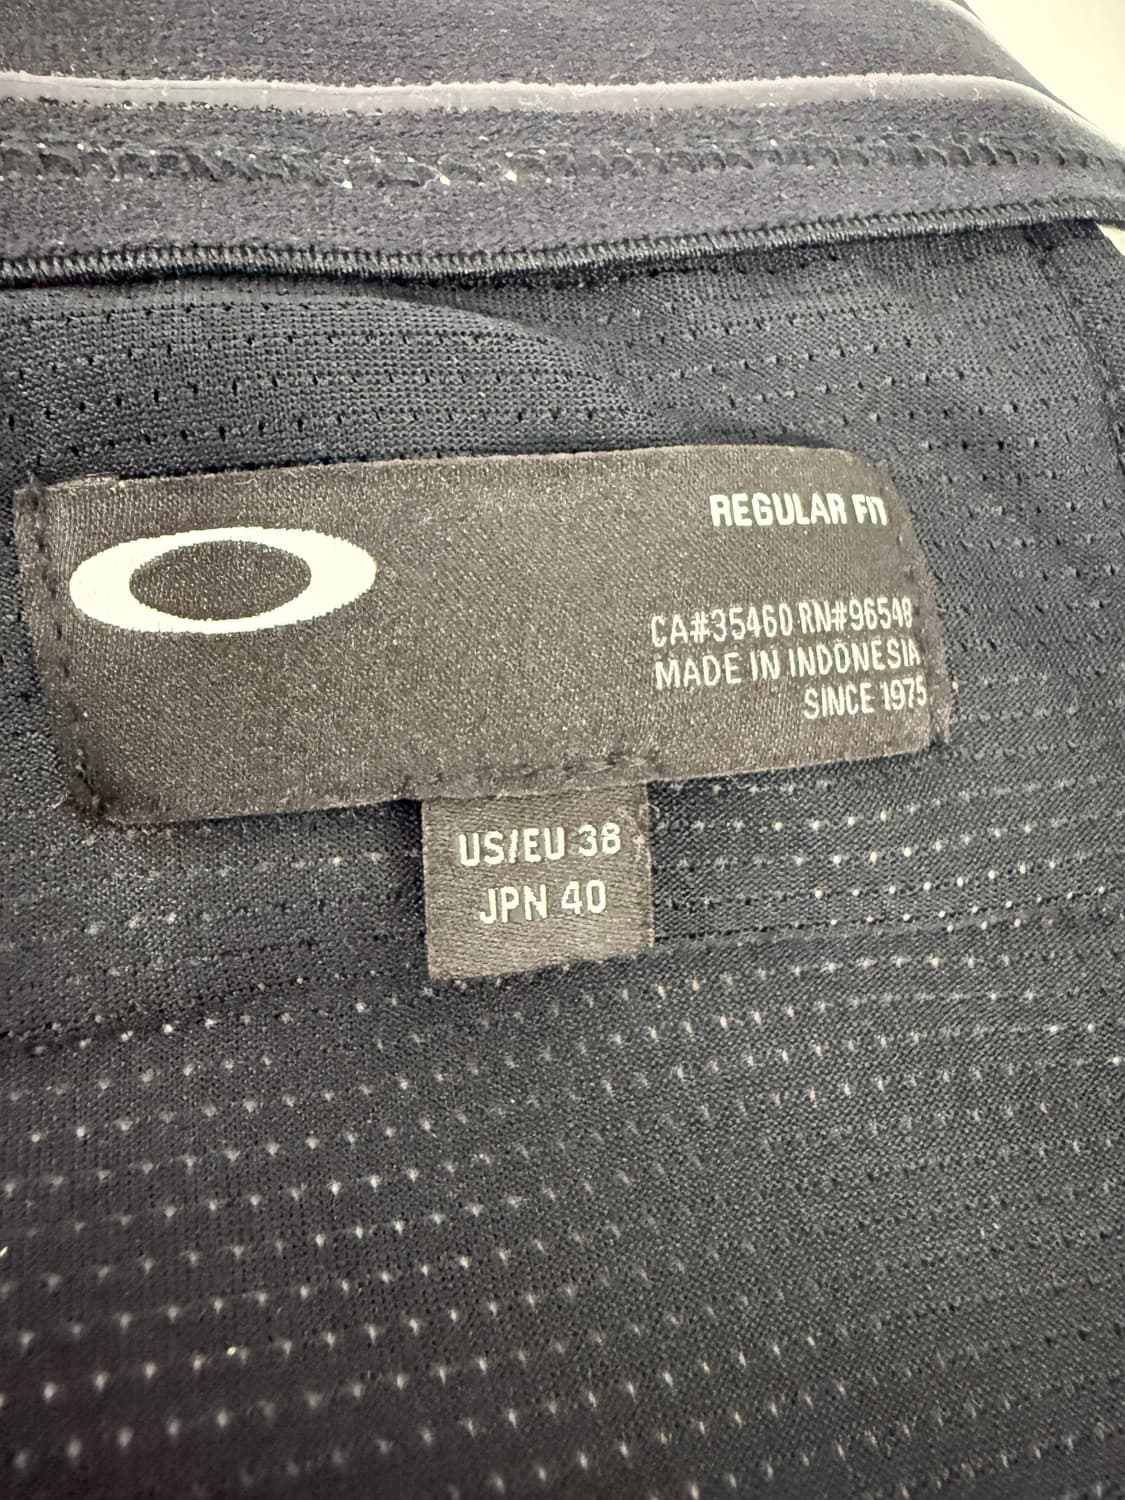 REGULAR FIT
CA#35460 RN#96548
MADE IN INDONESIA
SINCE 1975
US/EU 38
JPN 40